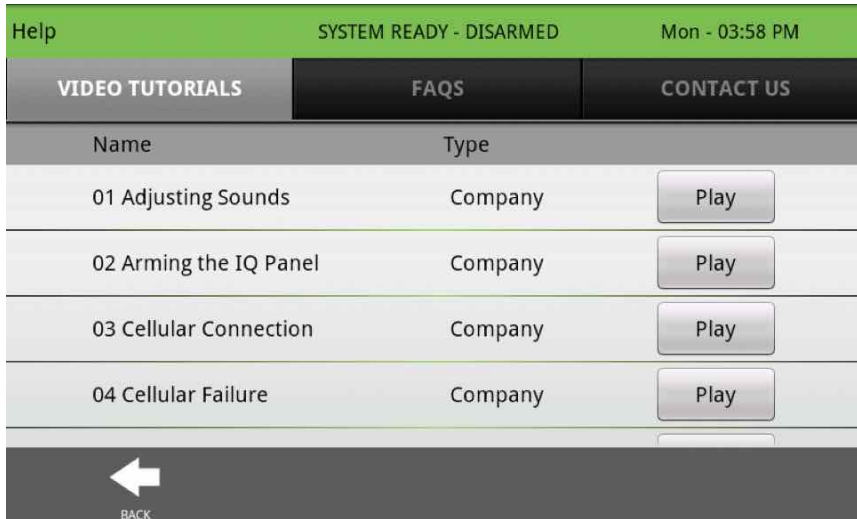 Help SYSTEM READY - DISARMED Mon - 03:58 PM
VIDEO TUTORIALS FAQS CONTACT US
Name Type
01 Adjusting Sounds Company Play
02 Arming the IQ Panel Company Play
03 Cellular Connection Company Play
04 Cellular Failure Company Play
BACK